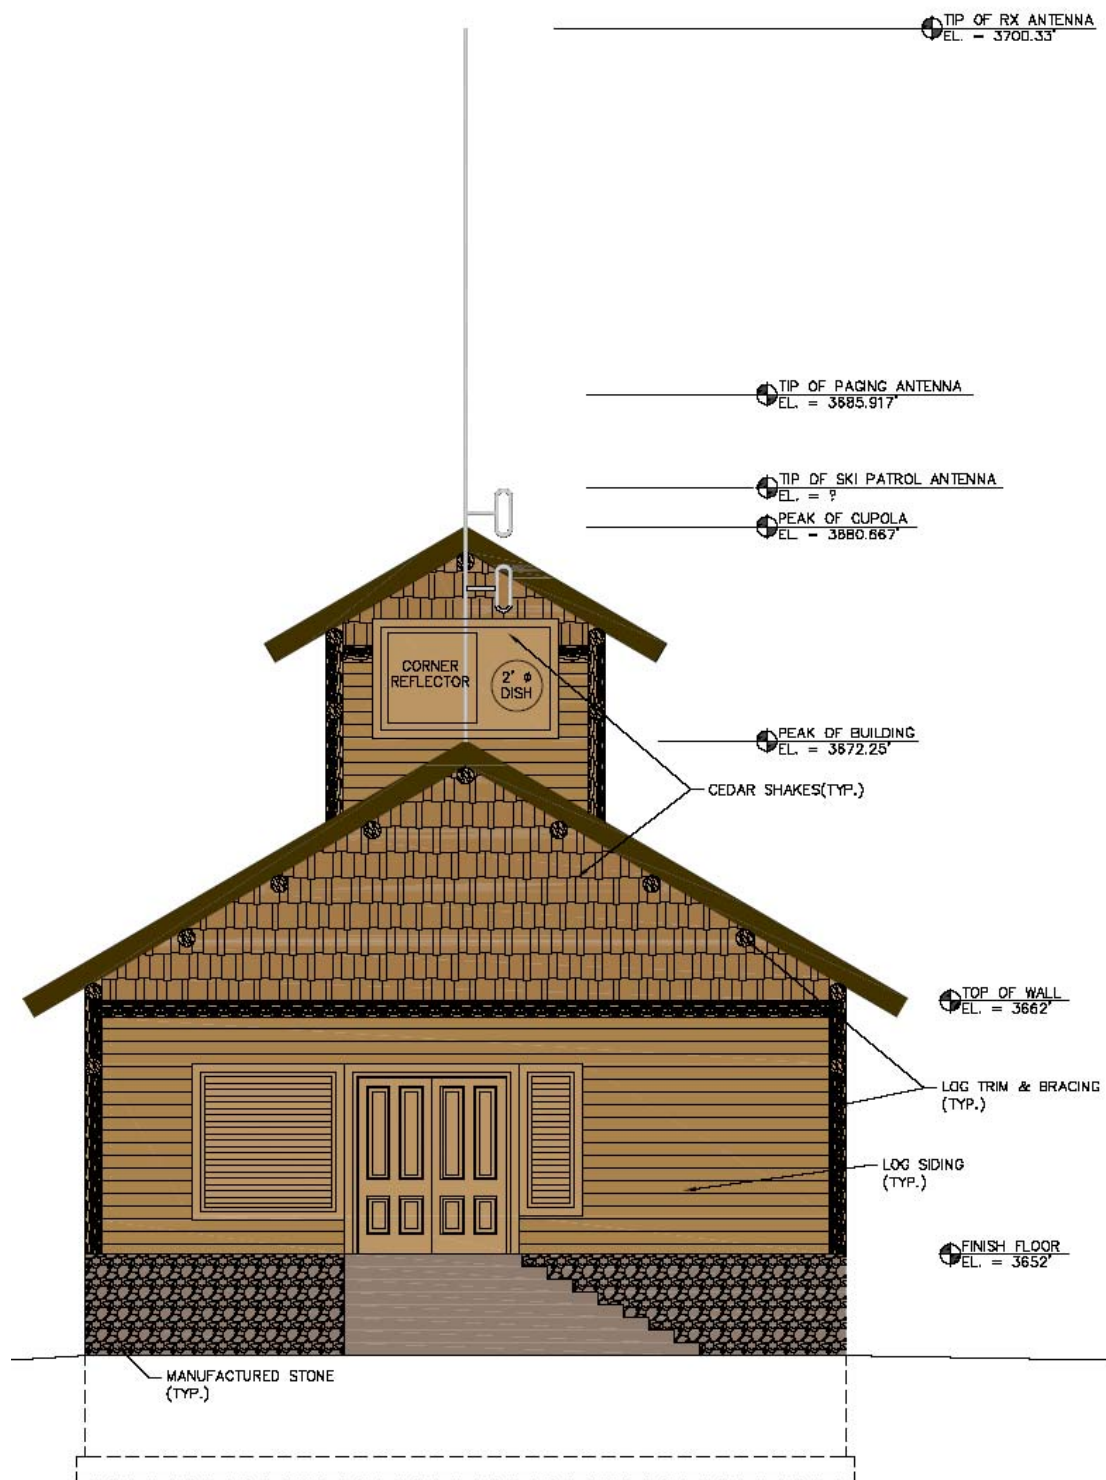 TIP OF RX ANTENNA
EL. - 3700.33'
TIP OF PAGING ANTENNA
EL. = 3685.917'
TIP OF SKI PATROL ANTENNA
EL. = ?
PEAK OF CUPOLA
EL - 3680.667'
CORNER
REFLECTOR
2' ø
DISH
PEAK OF BUILDING
EL. = 3672.25'
CEDAR SHAKES(TYP.)
TOP OF WALL
EL. = 3662'
LOG TRIM & BRACING
(TYP.)
LOG SIDING
(TYP.)
FINISH FLOOR
EL. = 3652'
MANUFACTURED STONE
(TYP.)